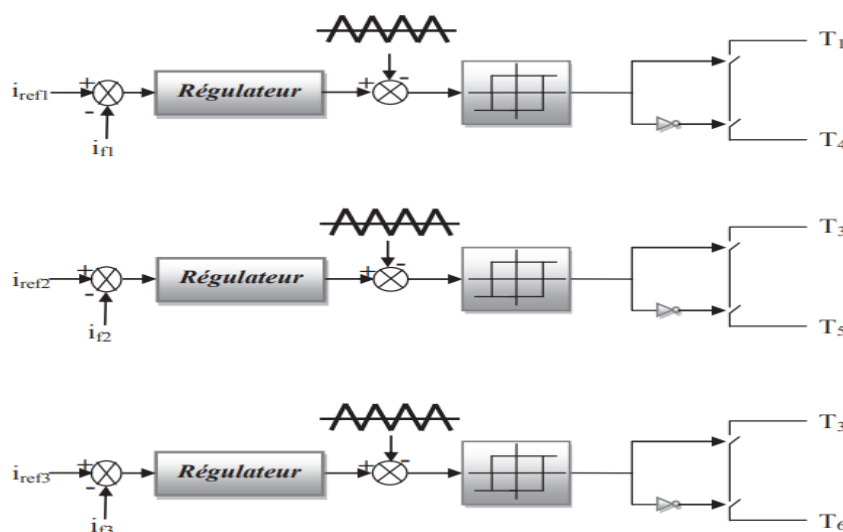 T1
+
-
iref1
+
Régulateur
+
-
if1
T4
T3
-
iref2
+
Régulateur
+
-
if2
T5
T3
-
iref3
+
Régulateur
+
-
if3
T6